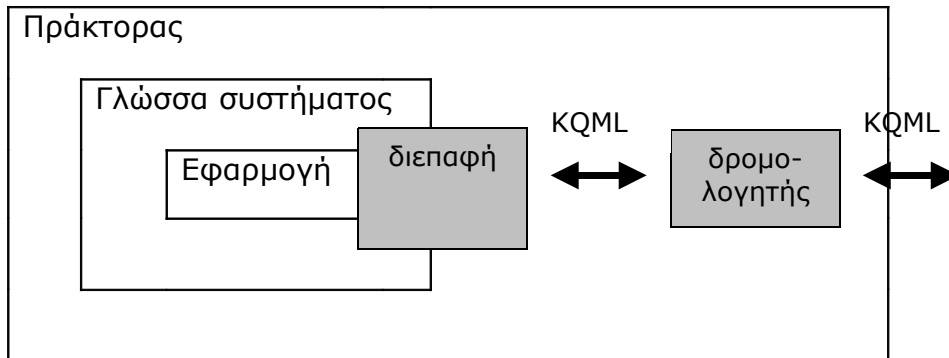 Πράκτορας
Γλώσσα συστήματος
Εφαρμογή
διεπαφή
KQML
δρομο-
λογητής
KQML